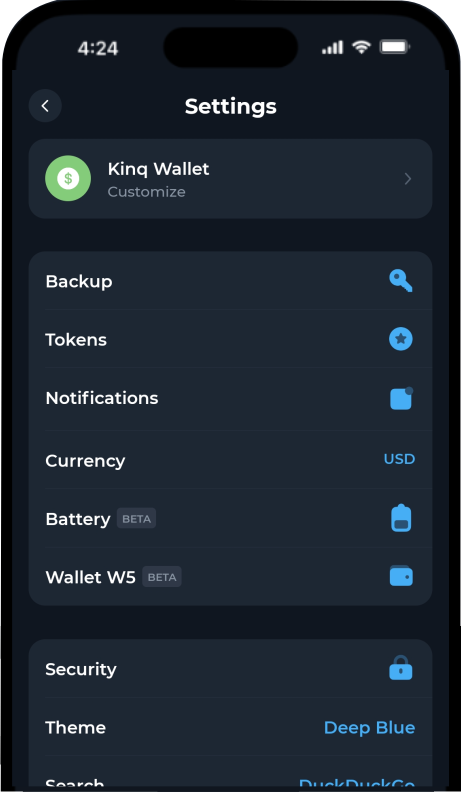 4:24
Settings
$
Kinq Wallet
Customize
Backup
Tokens
Notifications
Currency USD
Battery BETA
Wallet W5 BETA
Security
Theme Deep Blue
Search DuckDuckGo